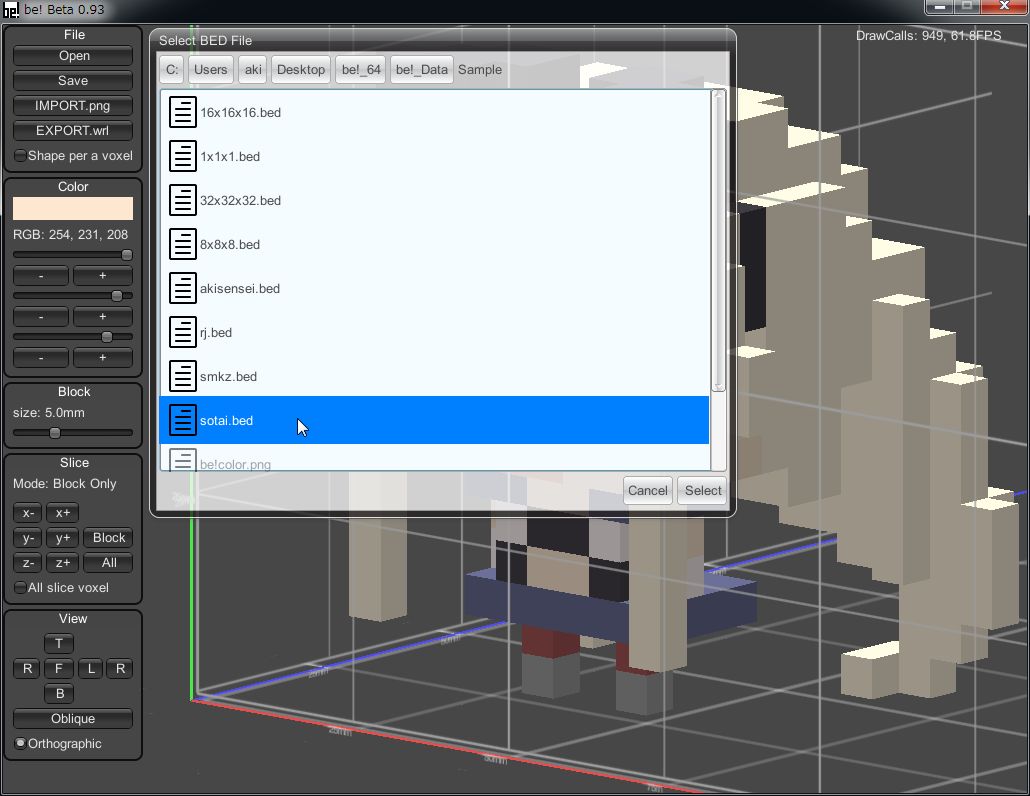 be! be! Beta 0.93
File
Open
Save
IMPORT.png
EXPORT.wrl
Shape per a voxel
Color
RGB: 254, 231, 208
- +
- +
- +
Block
size: 5.0mm
Slice
Mode: Block Only
x- x+
y- y+ Block
z- z+ All
All slice voxel
View
T
R F L R
B
Oblique
Orthographic
Select BED File
C: Users aki Desktop be!_64 be!_Data Sample
16x16x16.bed
1x1x1.bed
32x32x32.bed
8x8x8.bed
akisensei.bed
rj.bed
smkz.bed
sotai.bed
be!color.png
Cancel Select
DrawCalls: 949, 61.8FPS
25mm